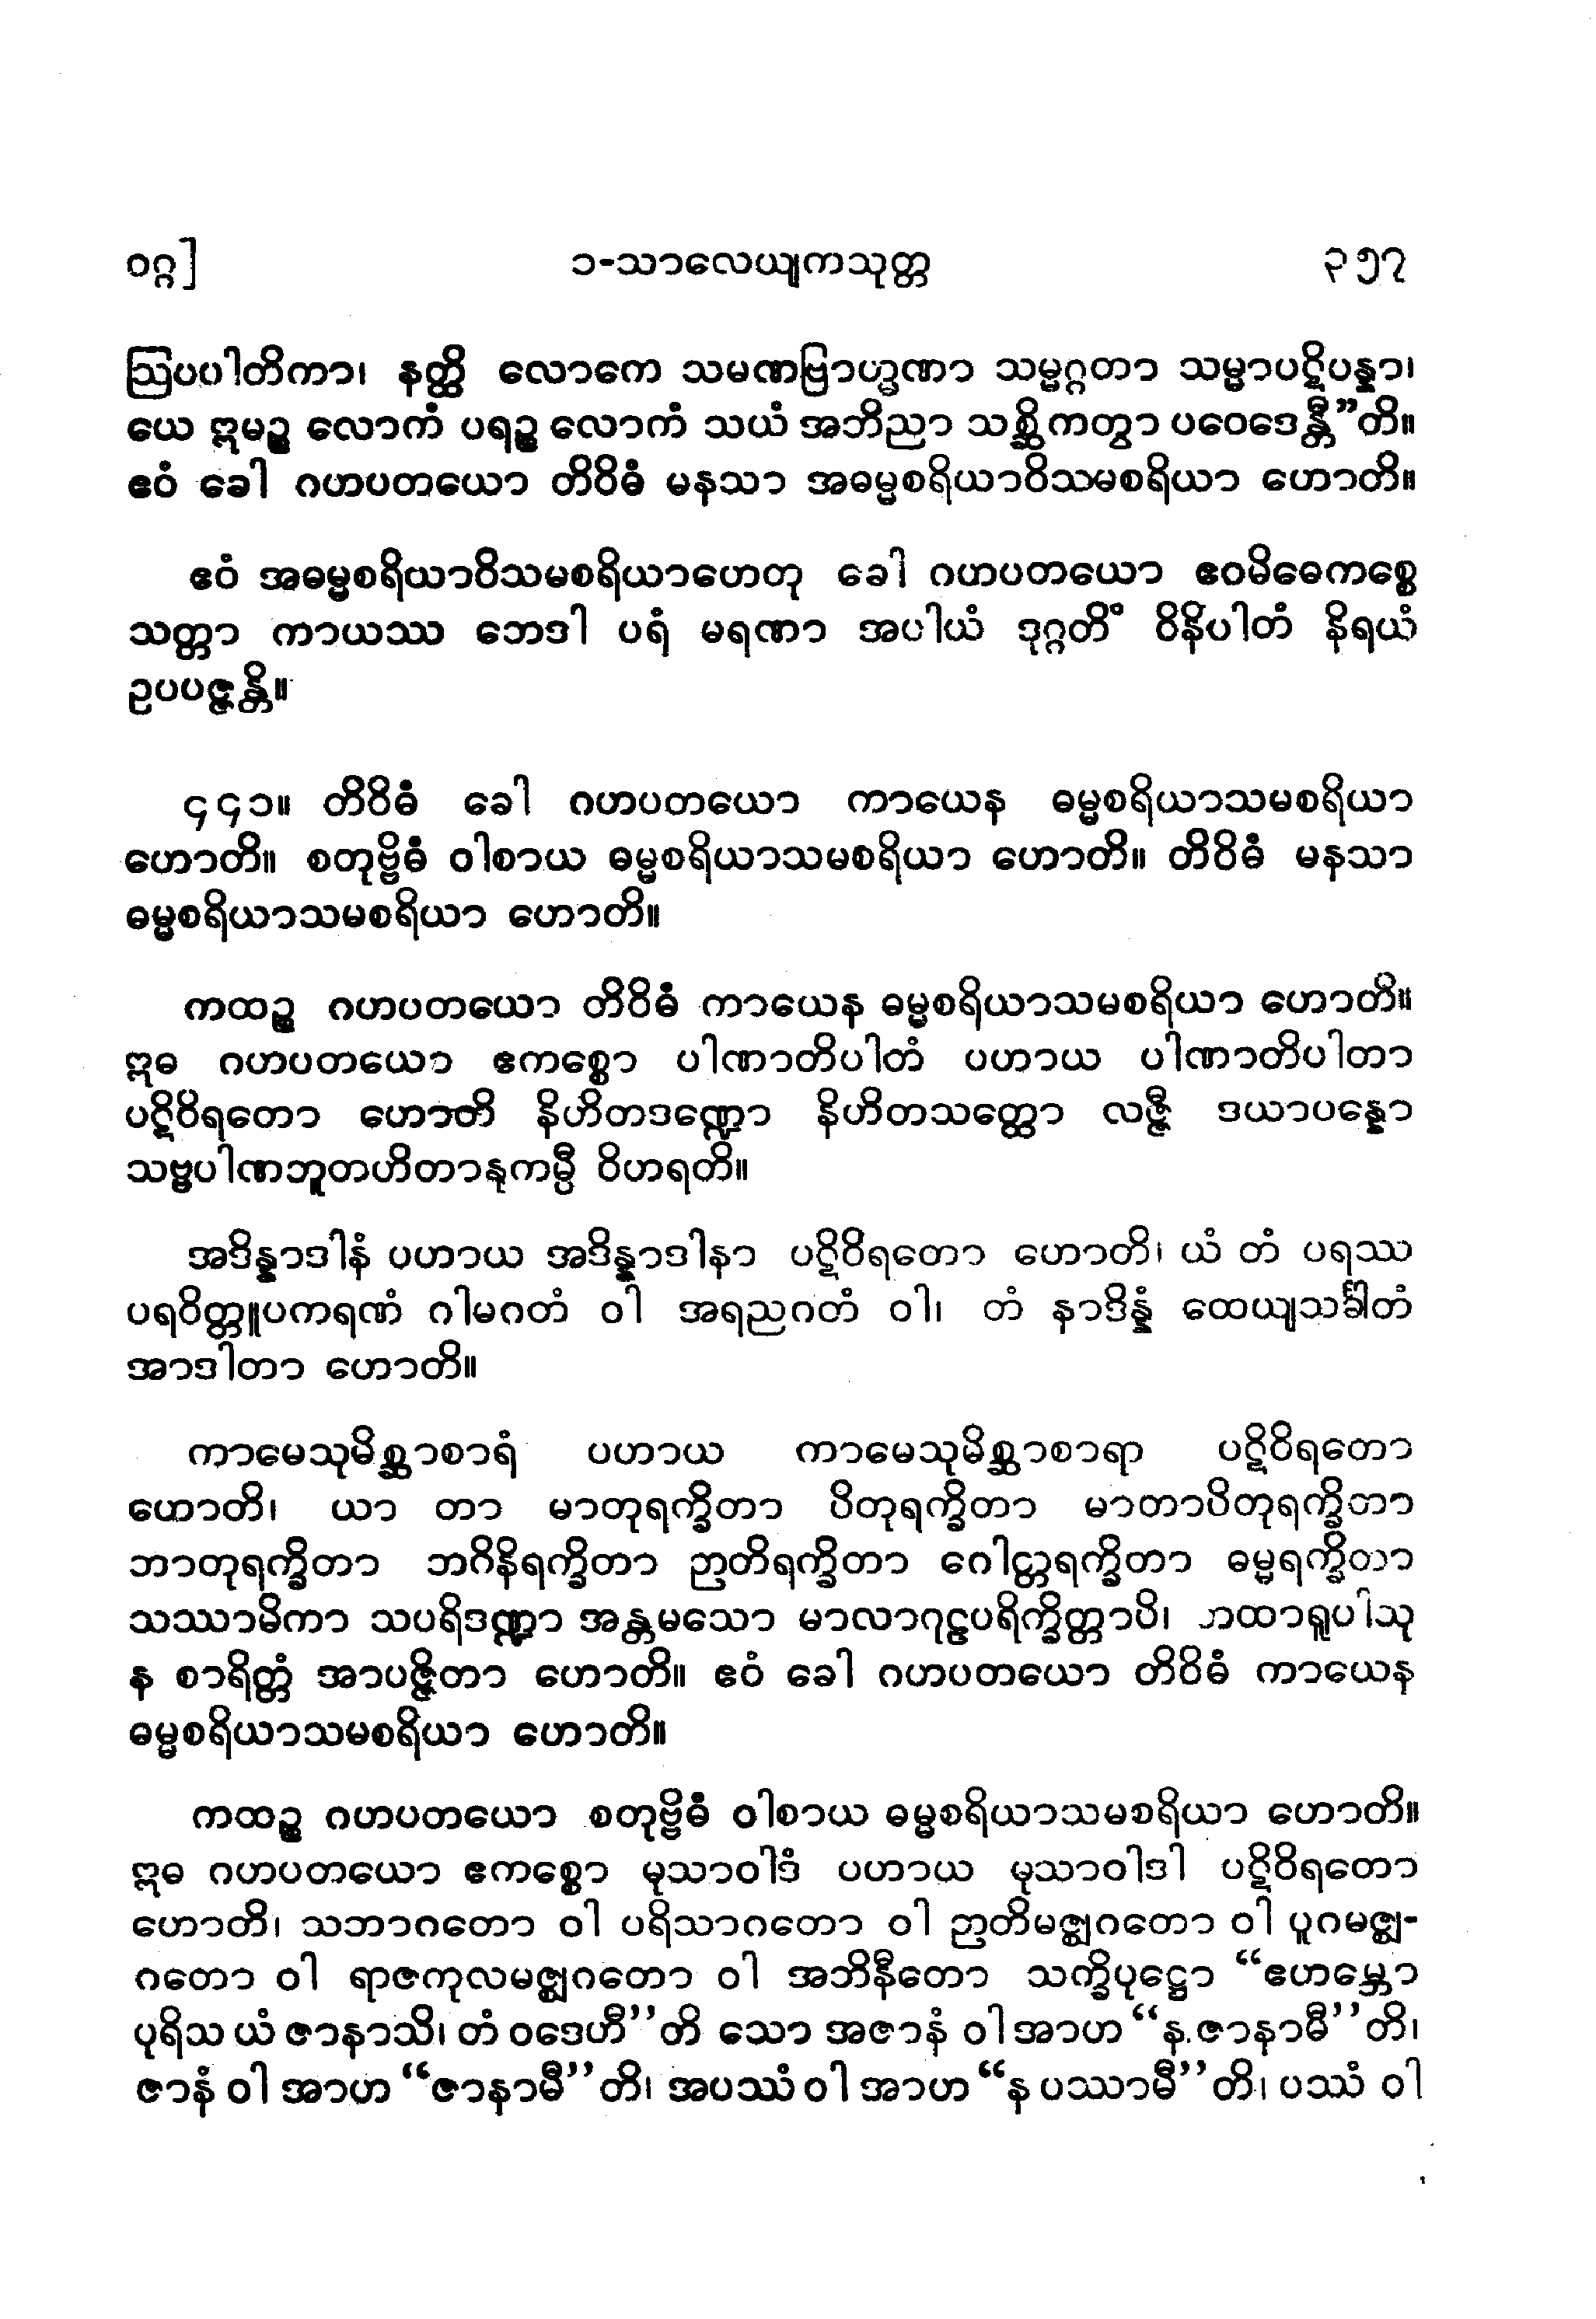 ဝဂ္ဂ] ၁-သာလေယျကသုတ္တ ၃၅၇
ဩပပါတိကာ၊ နတ္ထိ လောကေ သမဏဗြာဟ္မဏာ သမ္မဂ္ဂတာ သမ္မာပဋိပန္နာ၊
ယေ ဣမဉ္စ လောကံ ပရဉ္စ လောကံ သယံ အဘိညာ သစ္ဆိကတွာ ပဝေဒေန္တီ”တိ။
ဧဝံ ခေါ ဂဟပတယော တိဝိဓံ မနသာ အဓမ္မစရိယာဝိသမစရိယာ ဟောတိ။
ဧဝံ အဓမ္မစရိယာဝိသမစရိယာဟေတု ခေါ ဂဟပတယော ဧဝမိဓေကစ္စေ
သတ္တာ ကာယဿ ဘေဒါ ပရံ မရဏာ အပါယံ ဒုဂ္ဂတိံ ဝိနိပါတံ နိရယံ
ဥပပဇ္ဇန္တိ။
၄၄၁။ တိဝိဓံ ခေါ ဂဟပတယော ကာယေန ဓမ္မစရိယာသမစရိယာ
ဟောတိ။ စတုဗ္ဗိဓံ ဝါစာယ ဓမ္မစရိယာသမစရိယာ ဟောတိ။ တိဝိဓံ မနသာ
ဓမ္မစရိယာသမစရိယာ ဟောတိ။
ကထဉ္စ ဂဟပတယော တိဝိဓံ ကာယေန ဓမ္မစရိယာသမစရိယာ ဟောတိ။
ဣဓ ဂဟပတယော ဧကစ္စော ပါဏာတိပါတံ ပဟာယ ပါဏာတိပါတာ
ပဋိဝိရတော ဟောတိ နိဟိတဒဏ္ဍော နိဟိတသတ္ထော လဇ္ဇီ ဒယာပန္နော
သဗ္ဗပါဏဘူတဟိတာနုကမ္ပီ ဝိဟရတိ။
အဒိန္နာဒါနံ ပဟာယ အဒိန္နာဒါနာ ပဋိဝိရတော ဟောတိ၊ ယံ တံ ပရဿ
ပရဝိတ္တူပကရဏံ ဂါမဂတံ ဝါ အရညဂတံ ဝါ၊ တံ နာဒိန္နံ ထေယျသင်္ခါတံ
အာဒါတာ ဟောတိ။
ကာမေသုမိစ္ဆာစာရံ ပဟာယ ကာမေသုမိစ္ဆာစာရာ ပဋိဝိရတော
ဟောတိ၊ ယာ တာ မာတုရက္ခိတာ ပိတုရက္ခိတာ မာတာပိတုရက္ခိတာ
ဘာတုရက္ခိတာ ဘဂိနိရက္ခိတာ ဉာတိရက္ခိတာ ဂေါတ္တရက္ခိတာ ဓမ္မရက္ခိတာ
သဿာမိကာ သပရိဒဏ္ဍာ အန္တမသော မာလာဂုဠပရိက္ခိတ္တာပိ၊ တထာရူပါသု
န စာရိတ္တံ အာပဇ္ဇိတာ ဟောတိ။ ဧဝံ ခေါ ဂဟပတယော တိဝိဓံ ကာယေန
ဓမ္မစရိယာသမစရိယာ ဟောတိ။
ကထဉ္စ ဂဟပတယော စတုဗ္ဗိဓံ ဝါစာယ ဓမ္မစရိယာသမစရိယာ ဟောတိ။
ဣဓ ဂဟပတယော ဧကစ္စော မုသာဝါဒံ ပဟာယ မုသာဝါဒါ ပဋိဝိရတော
ဟောတိ၊ သဘာဂတော ဝါ ပရိသာဂတော ဝါ ဉာတိမဇ္ဈဂတော ဝါ ပူဂမဇ္ဈ-
ဂတော ဝါ ရာဇကုလမဇ္ဈဂတော ဝါ အဘိနီတော သက္ခိပုဋ္ဌော “ဧဟမ္ဘော
ပုရိသ ယံ ဇာနာသိ၊ တံ ဝဒေဟီ’’တိ သော အဇာနံ ဝါ အာဟ “န ဇာနာမီ’’တိ၊
ဇာနံ ဝါ အာဟ “ဇာနာမီ’’တိ၊ အပဿံ ဝါ အာဟ “န ပဿာမီ’’တိ၊ ပဿံ ဝါ